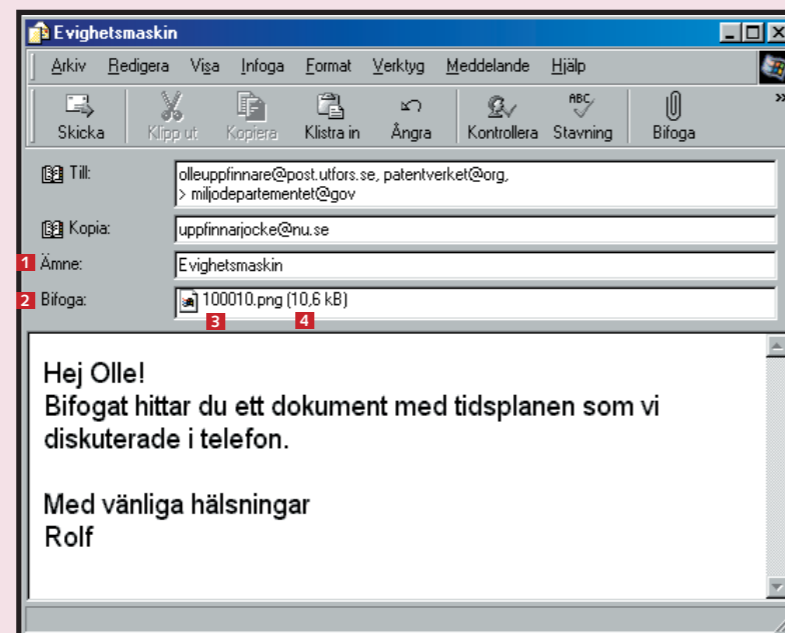 Evighetsmaskin
Arkiv Redigera Visa Infoga Format Verktyg Meddelande Hjälp
Skicka Klipp ut Kopiera Klistra in Ångra Kontrollera ABC Stavning Bifoga »
Till: olleuppfinnare@post.utfors.se, patentverket@org,
> miljodepartementet@gov
Kopia: uppfinnarjocke@nu.se
1 Ämne: Evighetsmaskin
2 Bifoga: 100010.png (10,6 kB)
3 4
Hej Olle!
Bifogat hittar du ett dokument med tidsplanen som vi
diskuterade i telefon.
Med vänliga hälsningar
Rolf